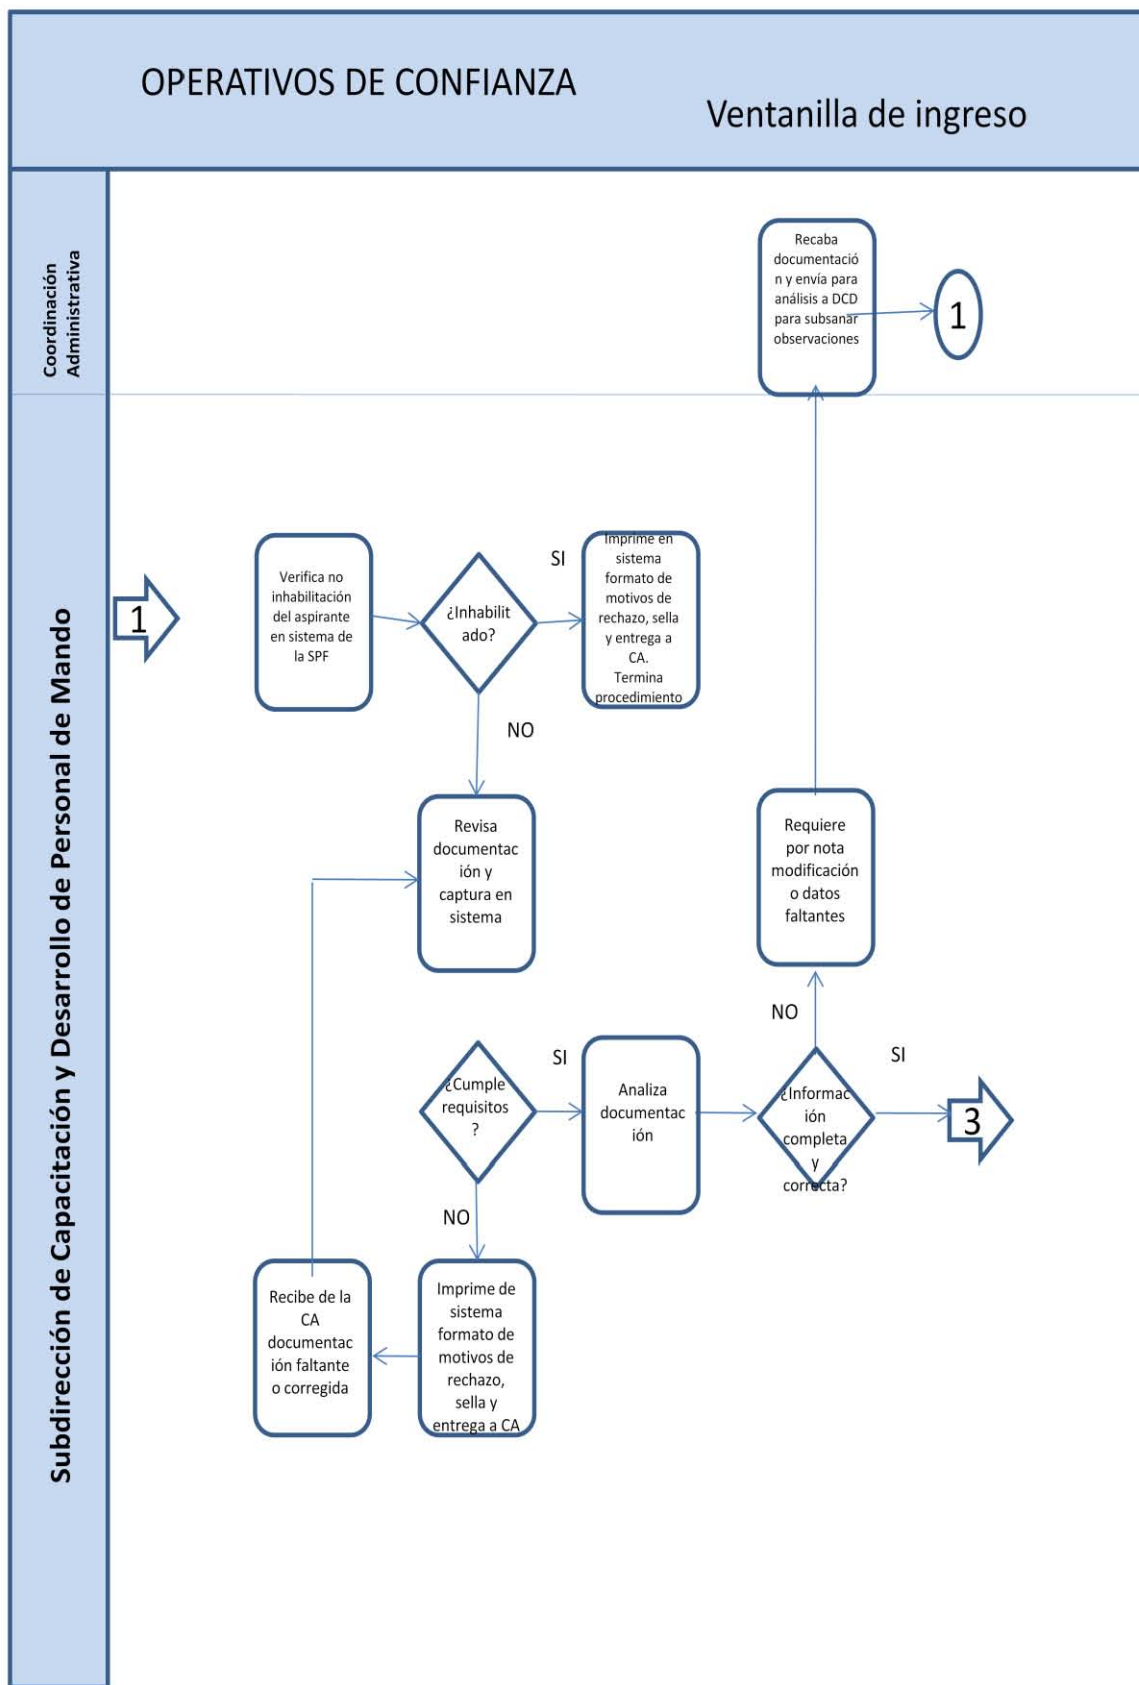 OPERATIVOS DE CONFIANZA
Ventanilla de ingreso
Coordinación
Administrativa
Recaba
documentació
n y envía para
análisis a DCD
para subsanar
observaciones
1
Subdirección de Capacitación y Desarrollo de Personal de Mando
1
Verifica no
inhabilitación
del aspirante
en sistema de
la SPF
¿Inhabilit
ado?
SI
Imprime en
sistema
formato de
motivos de
rechazo, sella
y entrega a
CA.
Termina
procedimiento
NO
Revisa
documentac
ión y
captura en
sistema
Requiere
por nota
modificación
o datos
faltantes
NO
¿Cumple
requisitos
?
SI
Analiza
documentac
ión
¿Informac
ión
completa
y
correcta?
SI
3
NO
Recibe de la
CA
documentac
ión faltante
o corregida
Imprime de
sistema
formato de
motivos de
rechazo,
sella y
entrega a CA